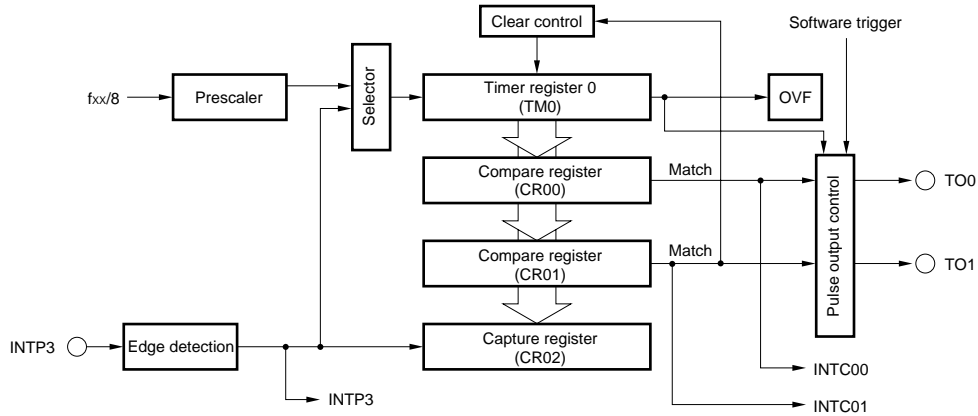 Clear control
Software trigger
fxx/8
Prescaler
Selector
Timer register 0
(TM0)
OVF
Compare register
(CR00)
Match
TO0
Compare register
(CR01)
Match
TO1
Pulse output control
INTP3
Edge detection
Capture register
(CR02)
INTC00
INTP3
INTC01